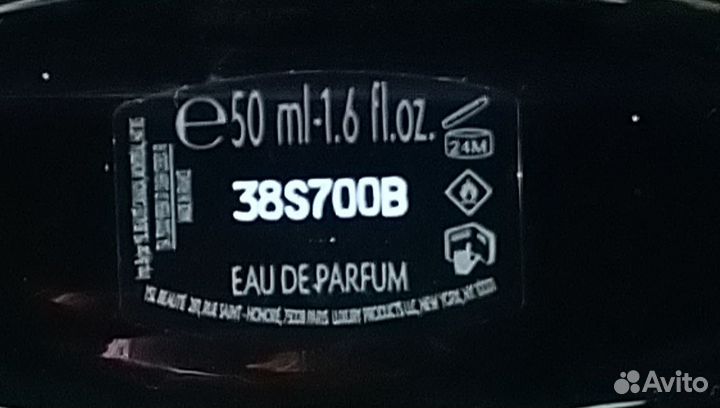 ℮50 ml·1.6 fl.oz.
24M
38S700B
EAU DE PARFUM
YSL BEAUTÉ 287, RUE SAINT-HONORÉ, 75008 PARIS LUXURY PRODUCTS LLC, NEW YORK, NY 10001
Avito